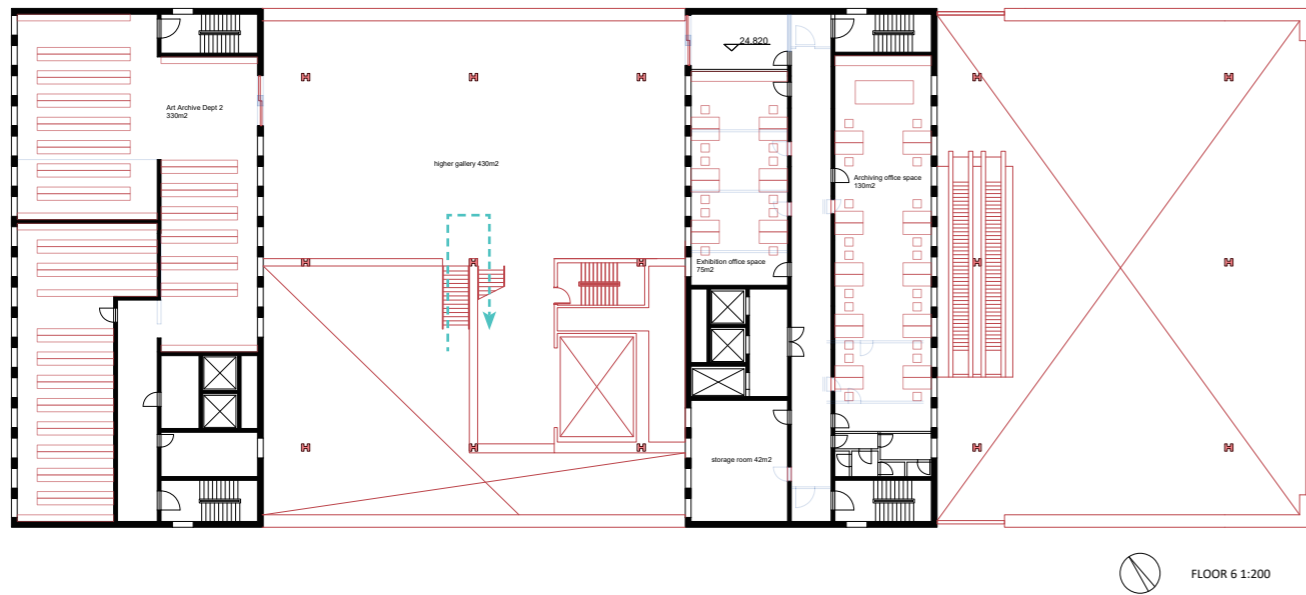 24.820
Art Archive Dept 2
330m2
higher gallery 430m2
Archiving office space
130m2
Exhibition office space
75m2
storage room 42m2
FLOOR 6 1:200